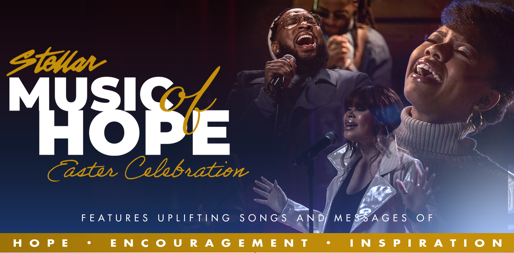 Stellar
MUSIC of
HOPE
Easter Celebration
FEATURES UPLIFTING SONGS AND MESSAGES OF
HOPE • ENCOURAGEMENT • INSPIRATION